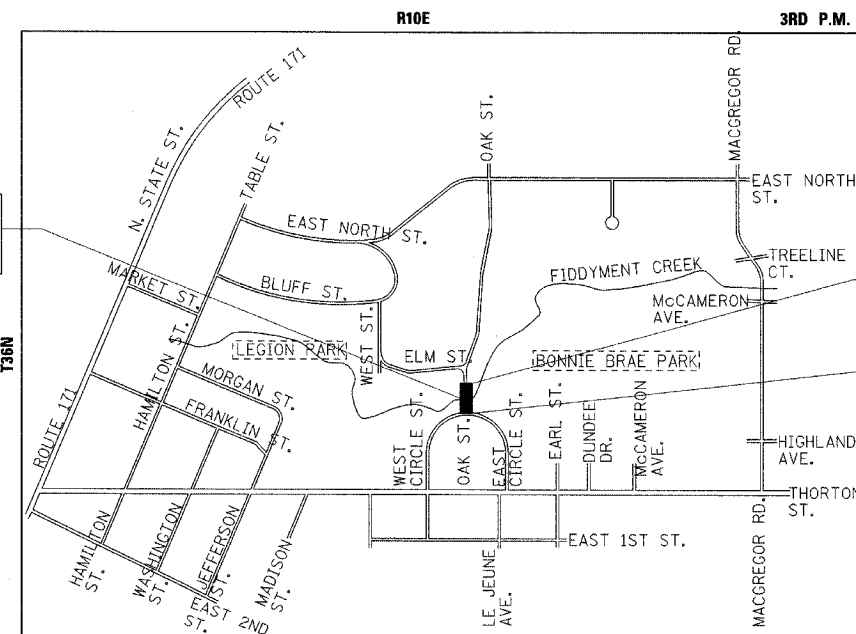 R10E
3RD P.M.
T36N
ROUTE 171
N. STATE ST.
TABLE ST.
OAK ST.
MACGREGOR RD.
EAST NORTH
ST.
EAST NORTH ST.
TREELINE
CT.
FIDDYMENT CREEK
MARKET ST.
BLUFF ST.
McCAMERON
AVE.
HAMILTON ST.
LEGION PARK
WEST ST.
ELM ST.
BONNIE BRAE PARK
MORGAN ST.
FRANKLIN ST.
ROUTE 171
WEST
CIRCLE ST.
OAK ST.
EAST
CIRCLE ST.
EARL ST.
DUNDEE
DR.
McCAMERON
AVE.
HIGHLAND
AVE.
THORTON
ST.
HAMILTON
ST.
WASHINGTON
ST.
JEFFERSON
ST.
MADISON
ST.
EAST 2ND
ST.
LE JEUNE
AVE.
EAST 1ST ST.
MACGREGOR RD.